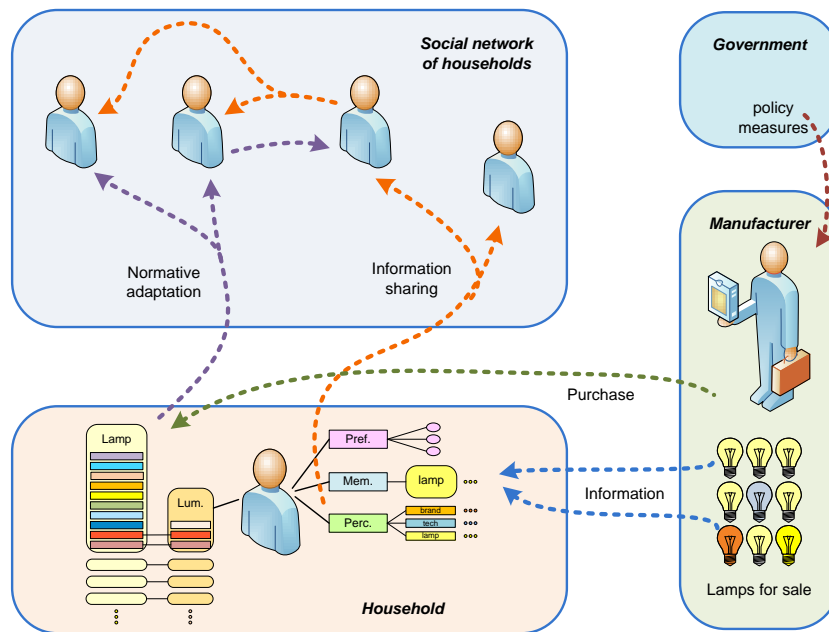 Social network
of households
Government
policy
measures
Normative
adaptation
Information
sharing
Manufacturer
Purchase
Lamp
Lum.
Pref.
Mem.
lamp
Perc.
brand
tech
lamp
Information
Household
Lamps for sale